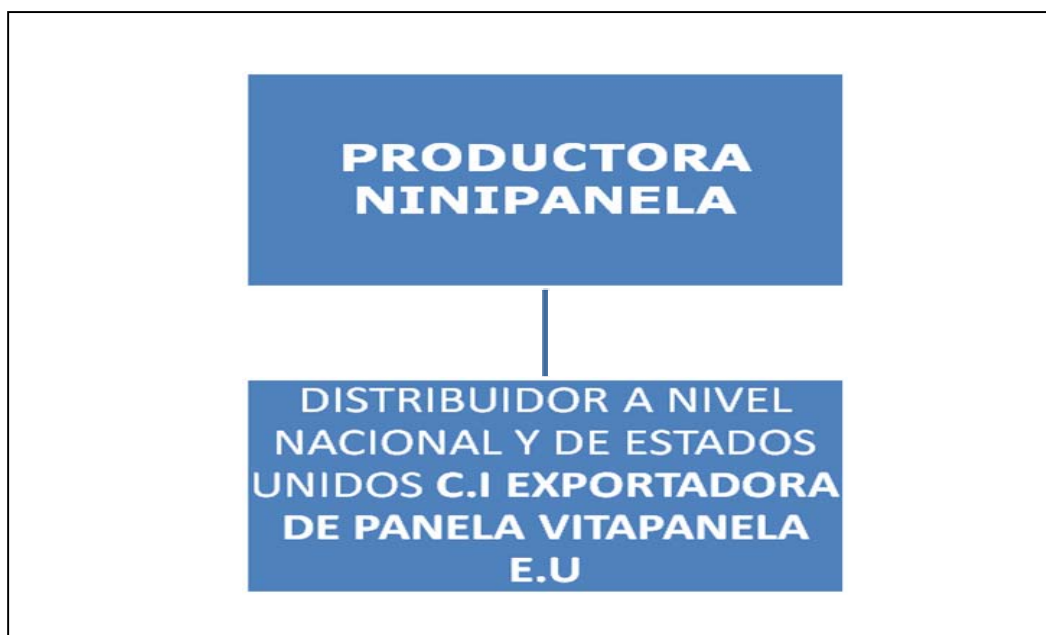 PRODUCTORA
NINIPANELA
DISTRIBUIDOR A NIVEL
NACIONAL Y DE ESTADOS
UNIDOS C.I EXPORTADORA
DE PANELA VITAPANELA
E.U